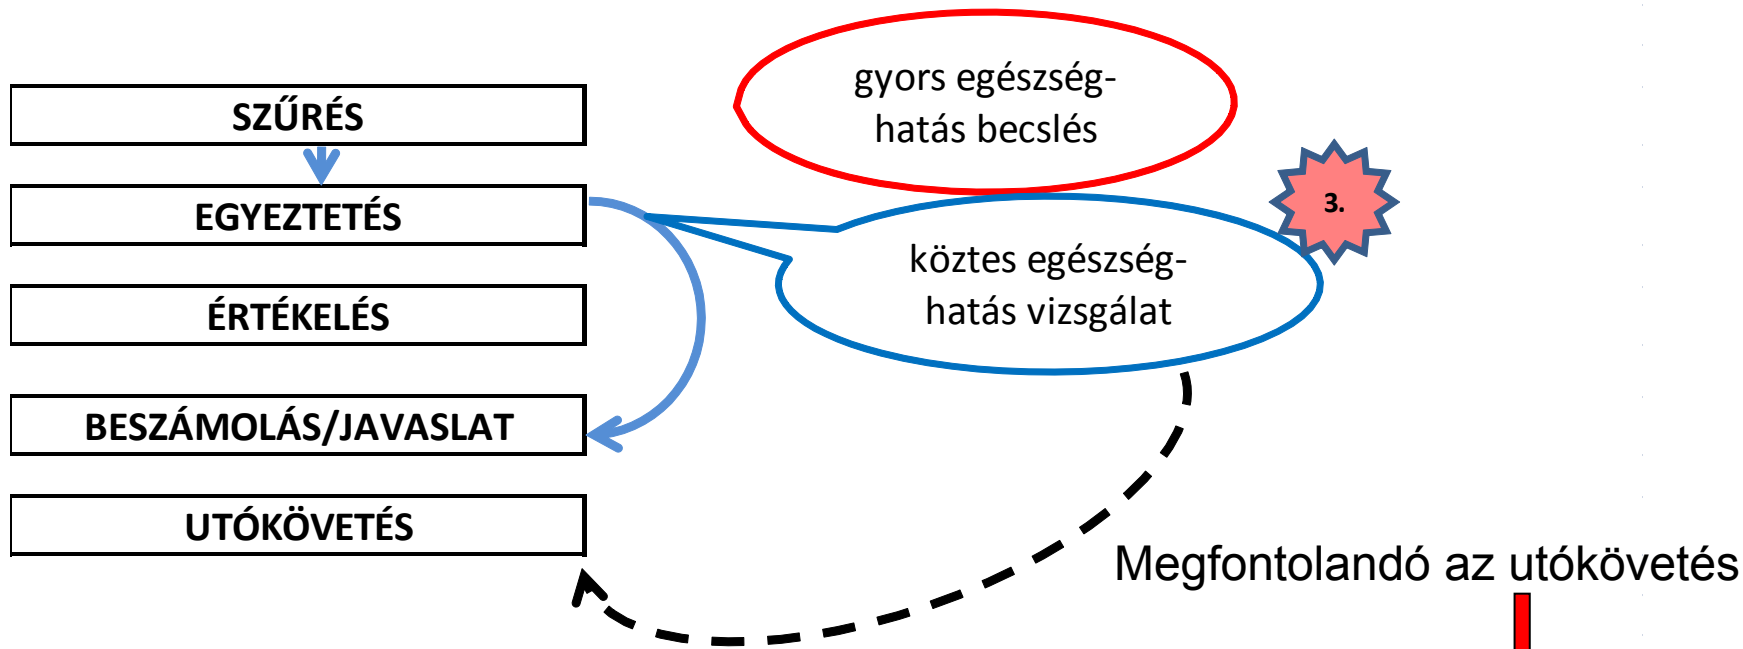 SZŰRÉS
EGYEZTETÉS
ÉRTÉKELÉS
BESZÁMOLÁS/JAVASLAT
UTÓKÖVETÉS
gyors egészség-
hatás becslés
3.
köztes egészség-
hatás vizsgálat
Megfontolandó az utókövetés